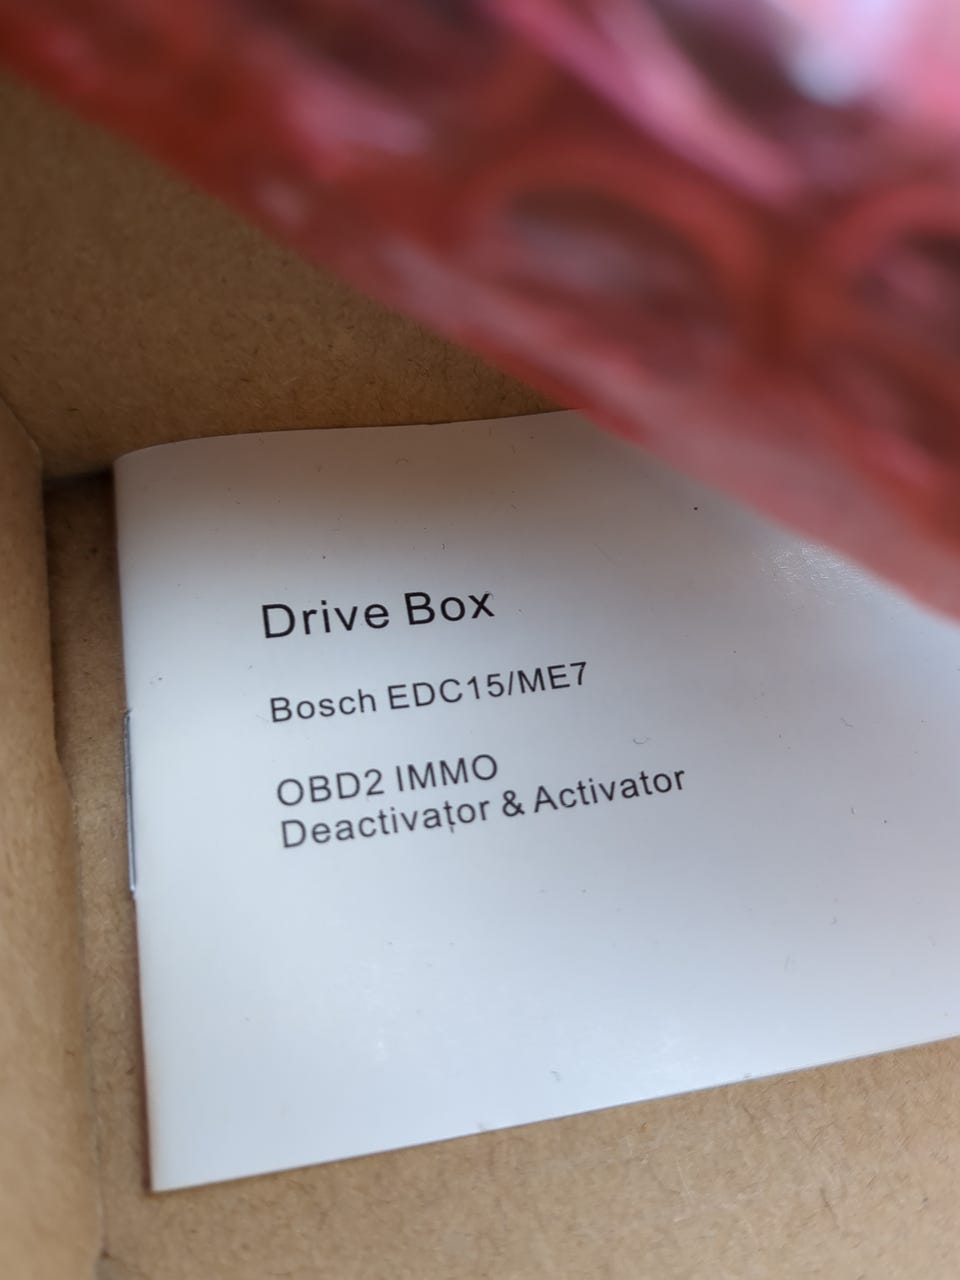 Drive Box
Bosch EDC15/ME7
OBD2 IMMO
Deactivator & Activator